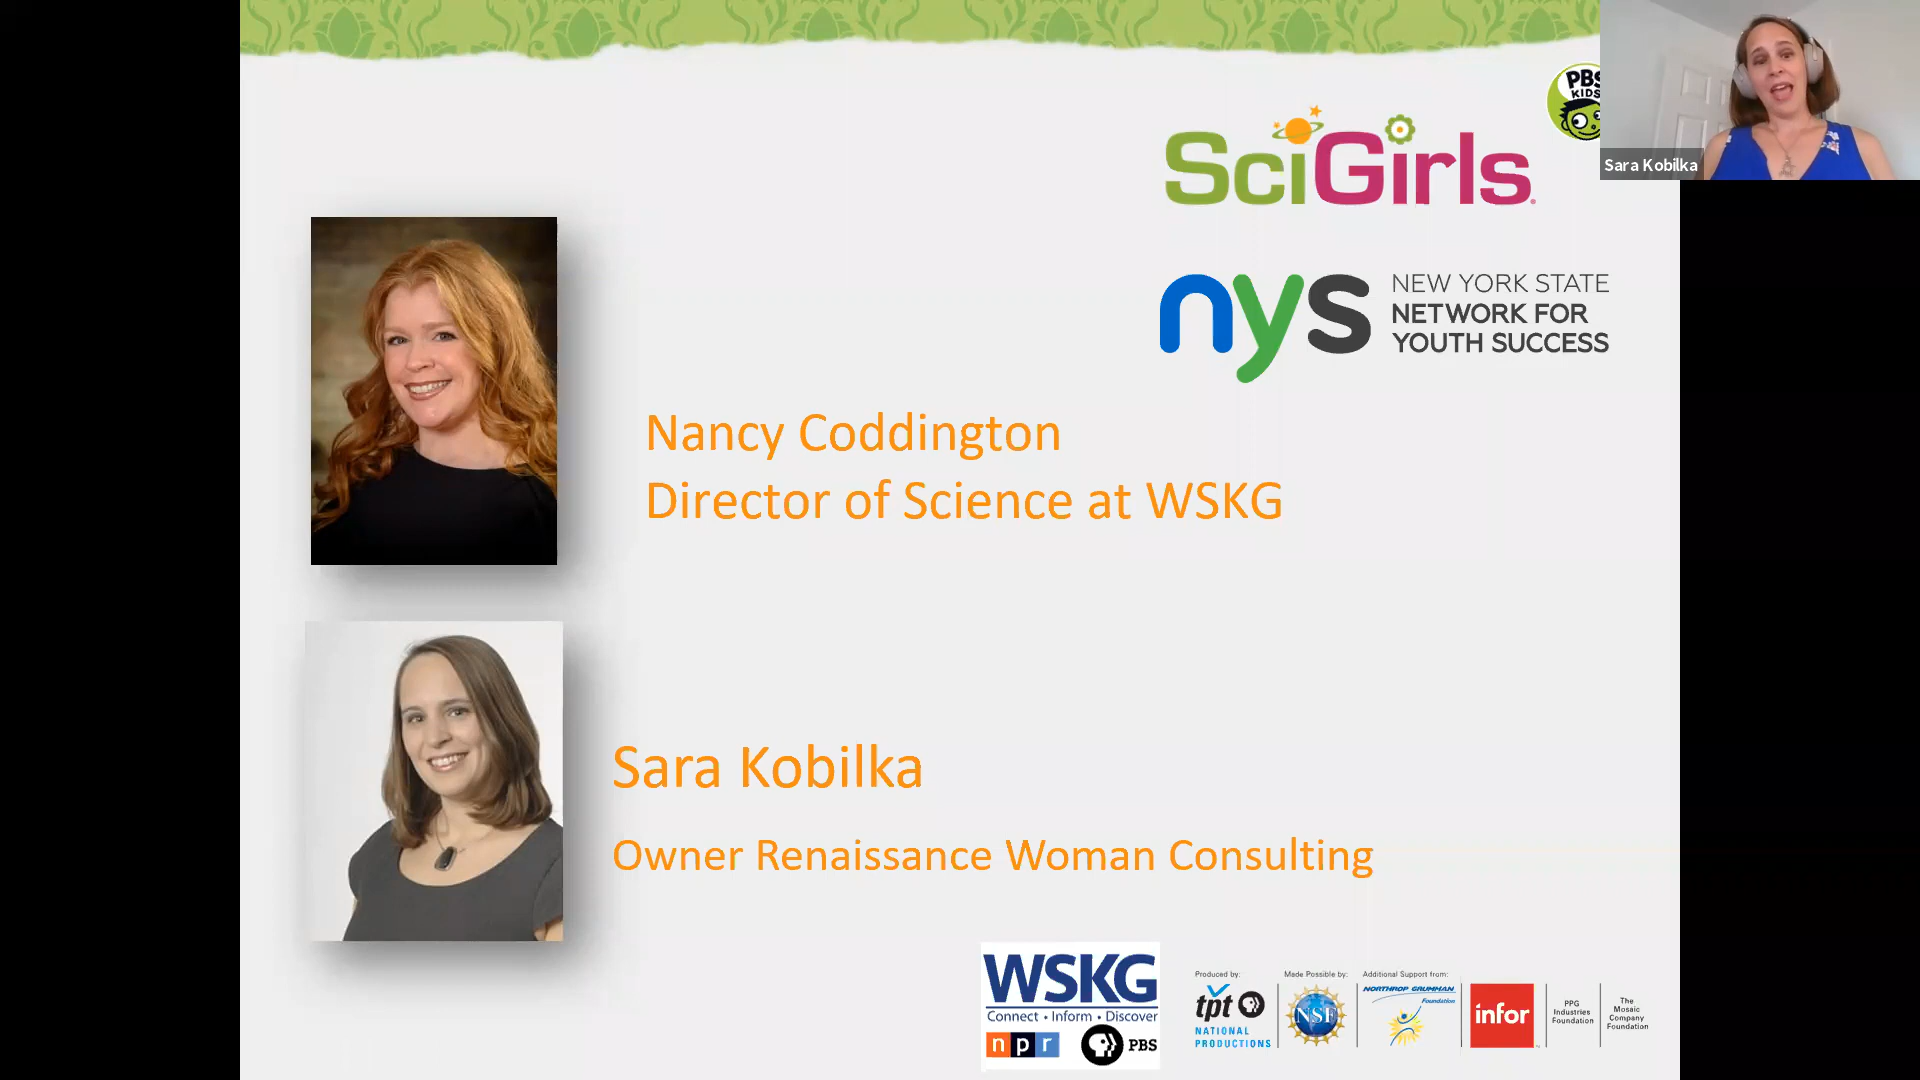 PBS
KIDS
Sara Kobilka
SciGirls
nys
NEW YORK STATE
NETWORK FOR
YOUTH SUCCESS
Nancy Coddington
Director of Science at WSKG
Sara Kobilka
Owner Renaissance Woman Consulting
WSKG
Connect • Inform • Discover
npr
PBS
Produced by:
tpt
NATIONAL
PRODUCTIONS
Made Possible by:
NSF
Additional Support from:
NORTHROP GRUMMAN
Foundation
infor
PPG
Industries
Foundation
The
Mosaic
Company
Foundation